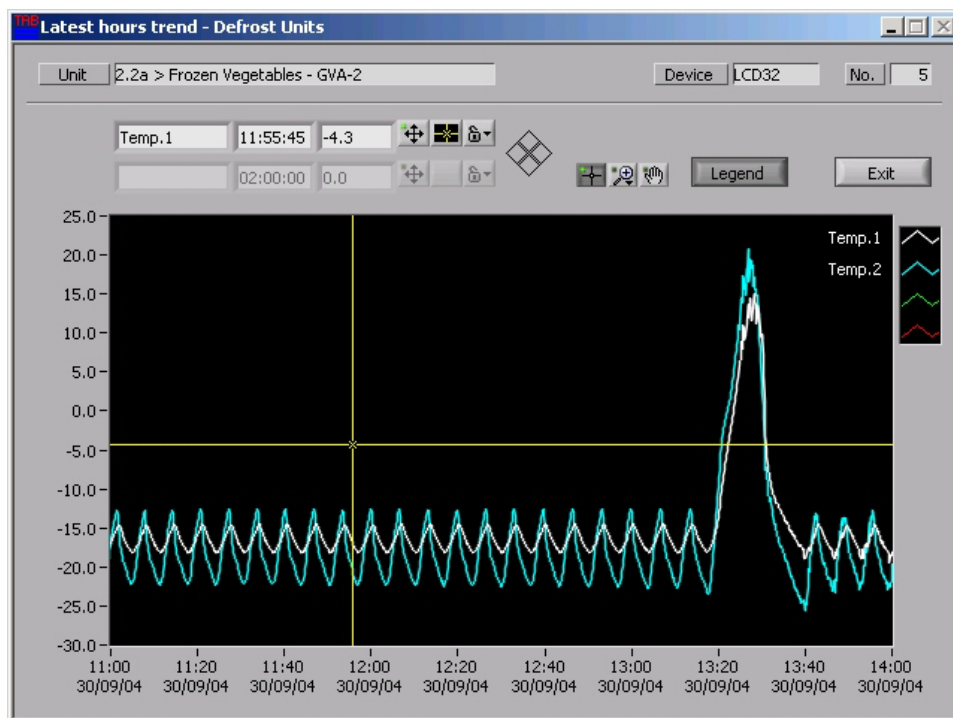 TAB Latest hours trend - Defrost Units
Unit 2.2a > Frozen Vegetables - GVA-2 Device LCD32 No. 5
Temp.1 11:55:45 -4.3
02:00:00 0.0
Legend Exit
25.0
20.0
15.0
10.0
5.0
0.0
-5.0
-10.0
-15.0
-20.0
-25.0
-30.0
Temp.1
Temp.2
11:00 11:20 11:40 12:00 12:20 12:40 13:00 13:20 13:40 14:00
30/09/04 30/09/04 30/09/04 30/09/04 30/09/04 30/09/04 30/09/04 30/09/04 30/09/04 30/09/04